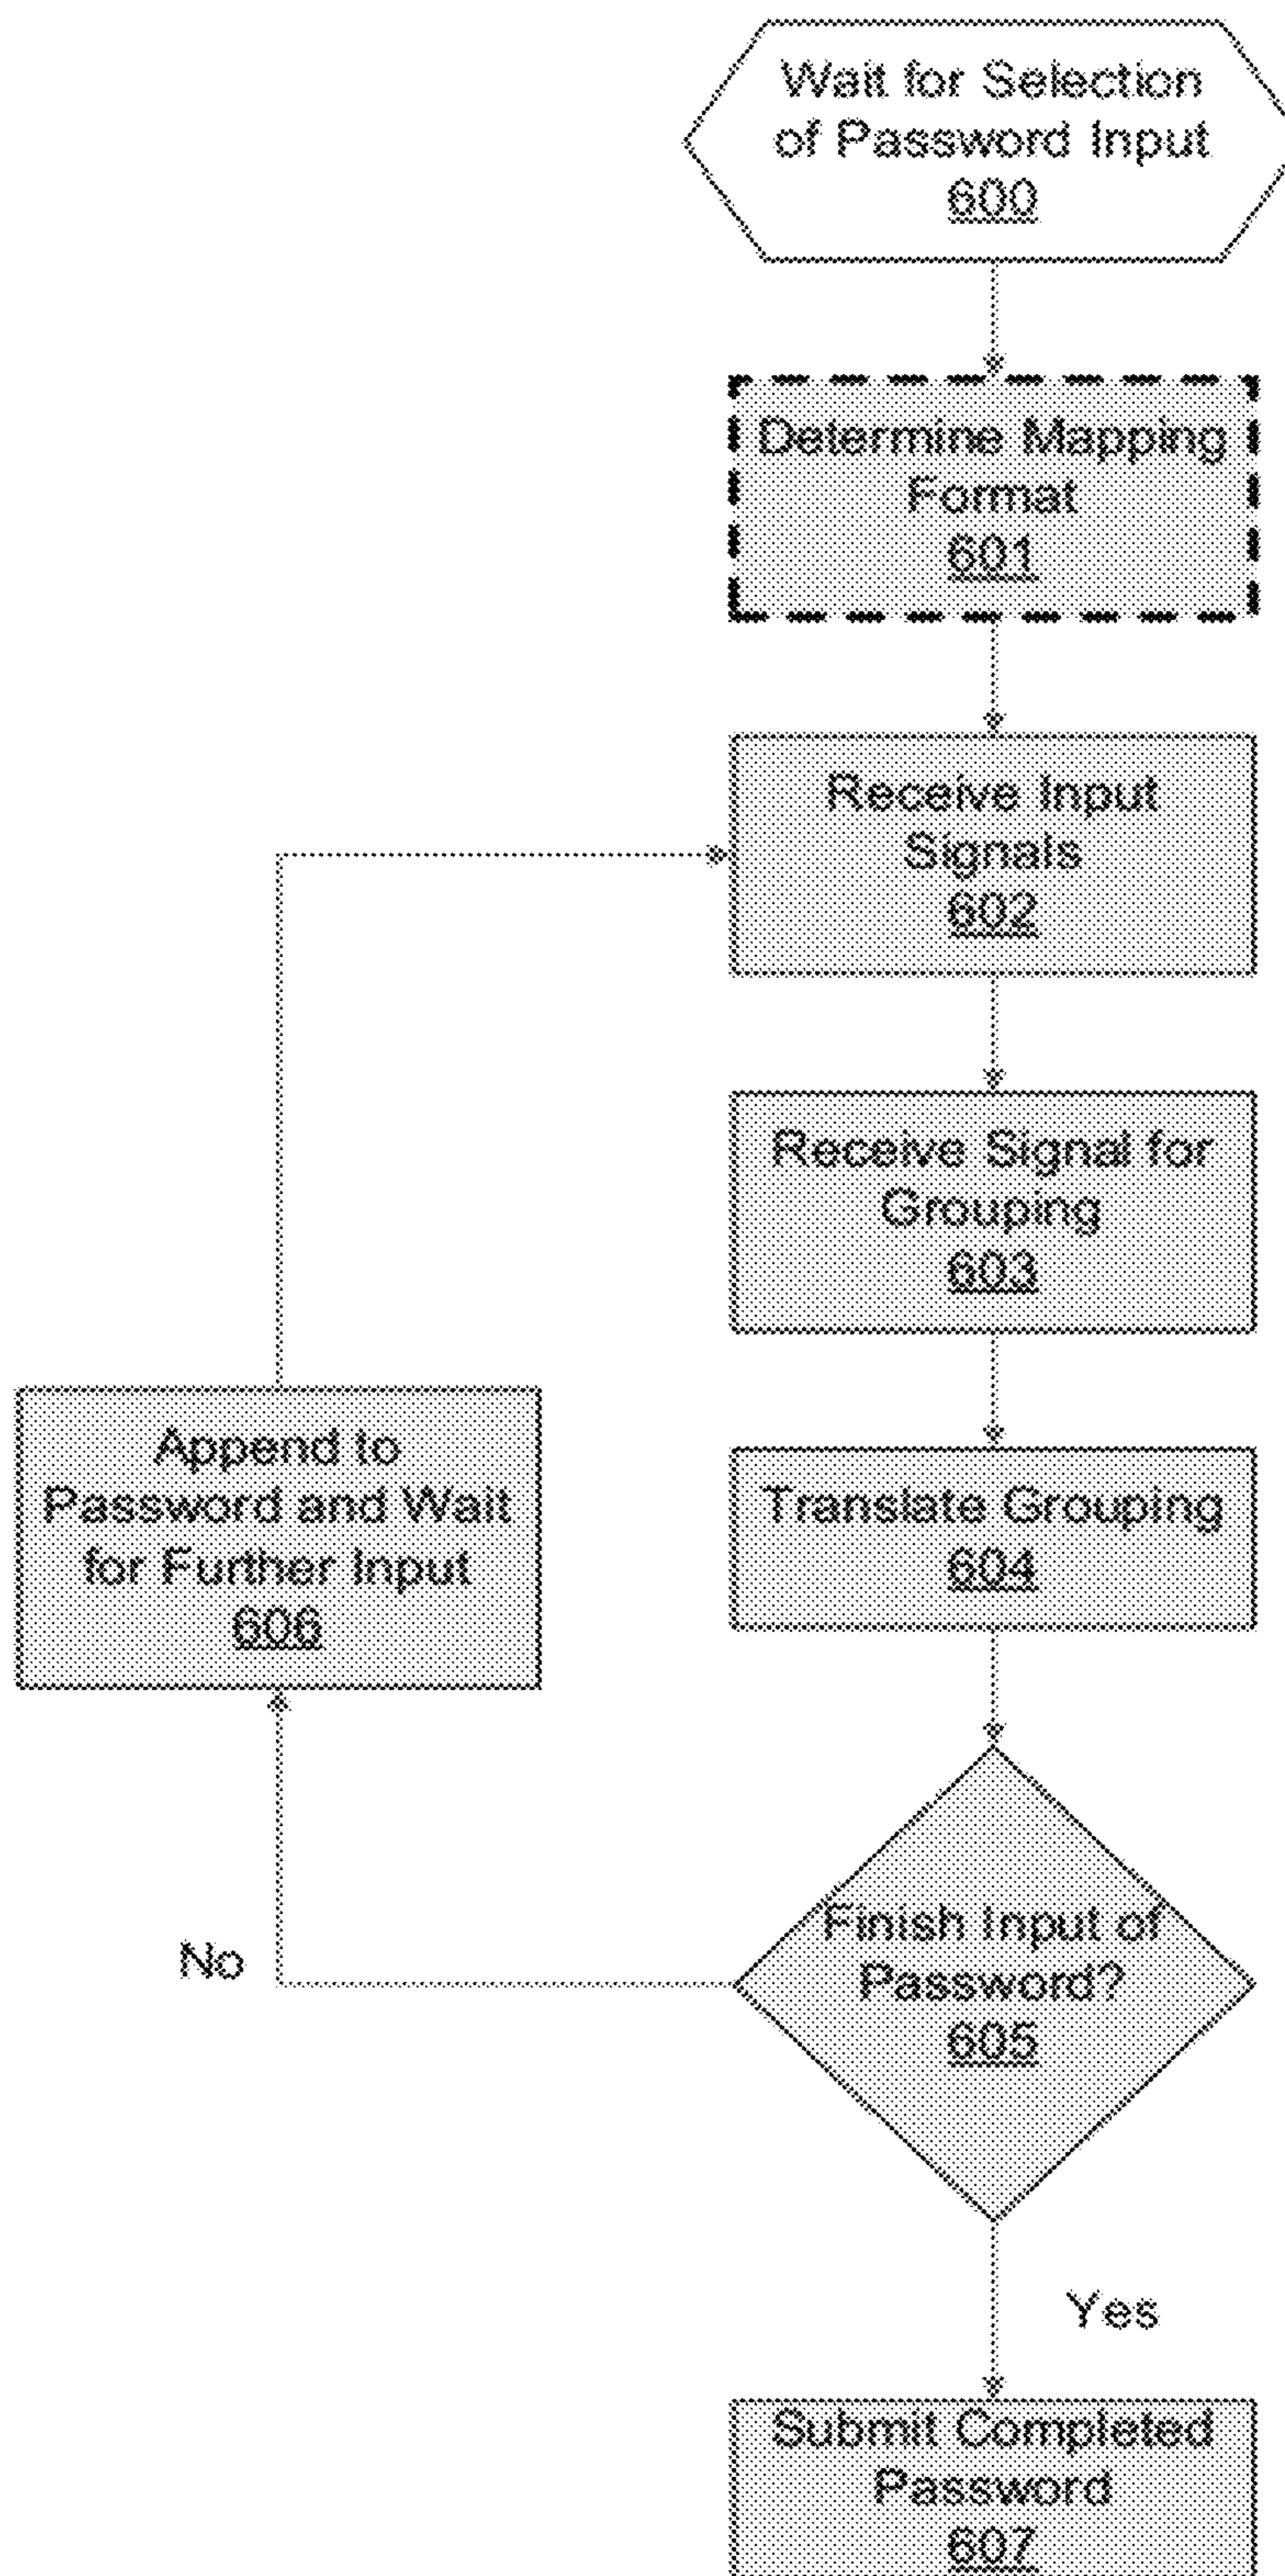 Wait for Selection
of Password Input
600
Determine Mapping
Format
601
Receive Input
Signals
602
Receive Signal for
Grouping
603
Translate Grouping
604
Append to
Password and Wait
for Further Input
606
Finish Input of
Password?
605
No
Yes
Submit Completed
Password
607